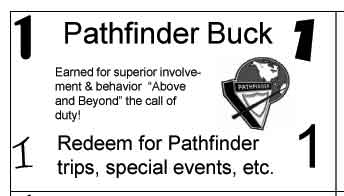 1 Pathfinder Buck 1
Earned for superior involve-
ment & behavior "Above
and Beyond" the call of
duty!
PATHFINDER
1 Redeem for Pathfinder 1
trips, special events, etc.